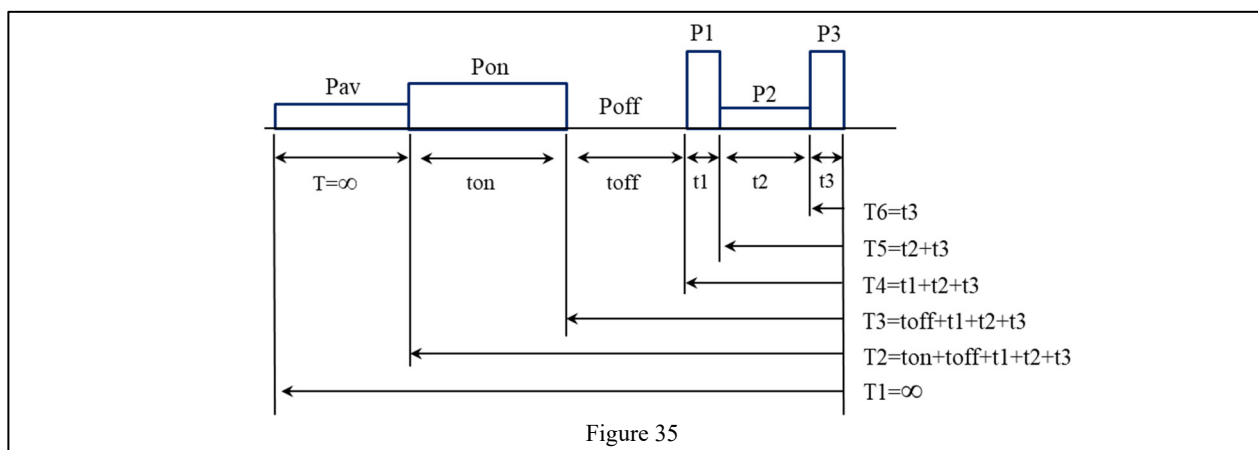 P1
P3
Pon
Pav
P2
Poff
T=∞
ton
toff
t1
t2
t3
T6=t3
T5=t2+t3
T4=t1+t2+t3
T3=toff+t1+t2+t3
T2=ton+toff+t1+t2+t3
T1=∞
Figure 35